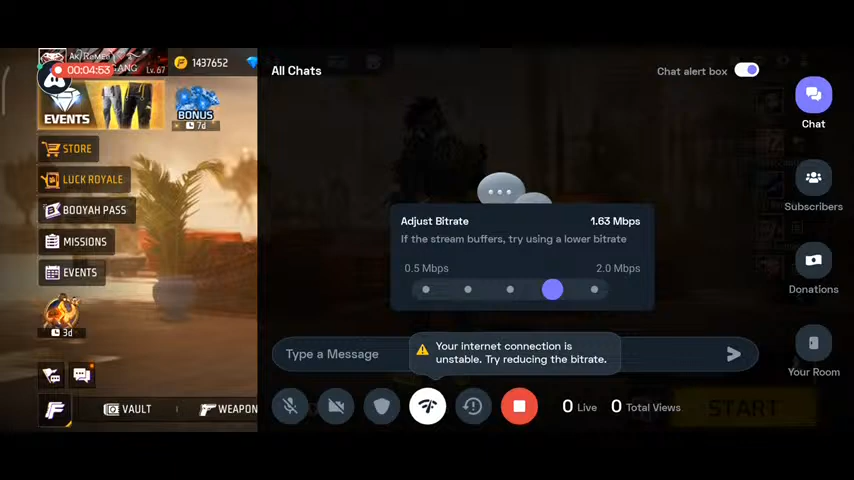 AK/ROMEO
GANG
Lv.67
00:04:53
1437652
EVENTS
BONUS
7d
STORE
LUCK ROYALE
BOOYAH PASS
MISSIONS
EVENTS
3d
VAULT
WEAPON
All Chats
Chat alert box
Chat
Adjust Bitrate 1.63 Mbps
If the stream buffers, try using a lower bitrate
0.5 Mbps 2.0 Mbps
Subscribers
Donations
Your internet connection is
unstable. Try reducing the bitrate.
Type a Message
Your Room
0 Live 0 Total Views
START